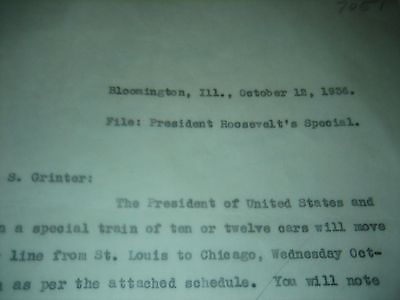 7051
Bloomington, Ill., October 12, 1936.
File: President Roosevelt's Special.
S. Grinter:
The President of United States and
a special train of ten or twelve cars will move
line from St. Louis to Chicago, Wednesday Oct-
as per the attached schedule. You will note